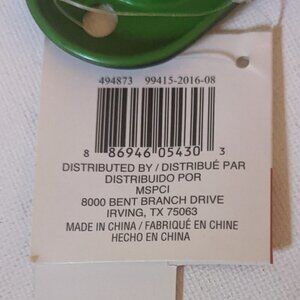 494873 99415-2016-08
8 86946 05430 3
DISTRIBUTED BY / DISTRIBUÉ PAR
DISTRIBUIDO POR
MSPCI
8000 BENT BRANCH DRIVE
IRVING, TX 75063
MADE IN CHINA / FABRIQUÉ EN CHINE
HECHO EN CHINA